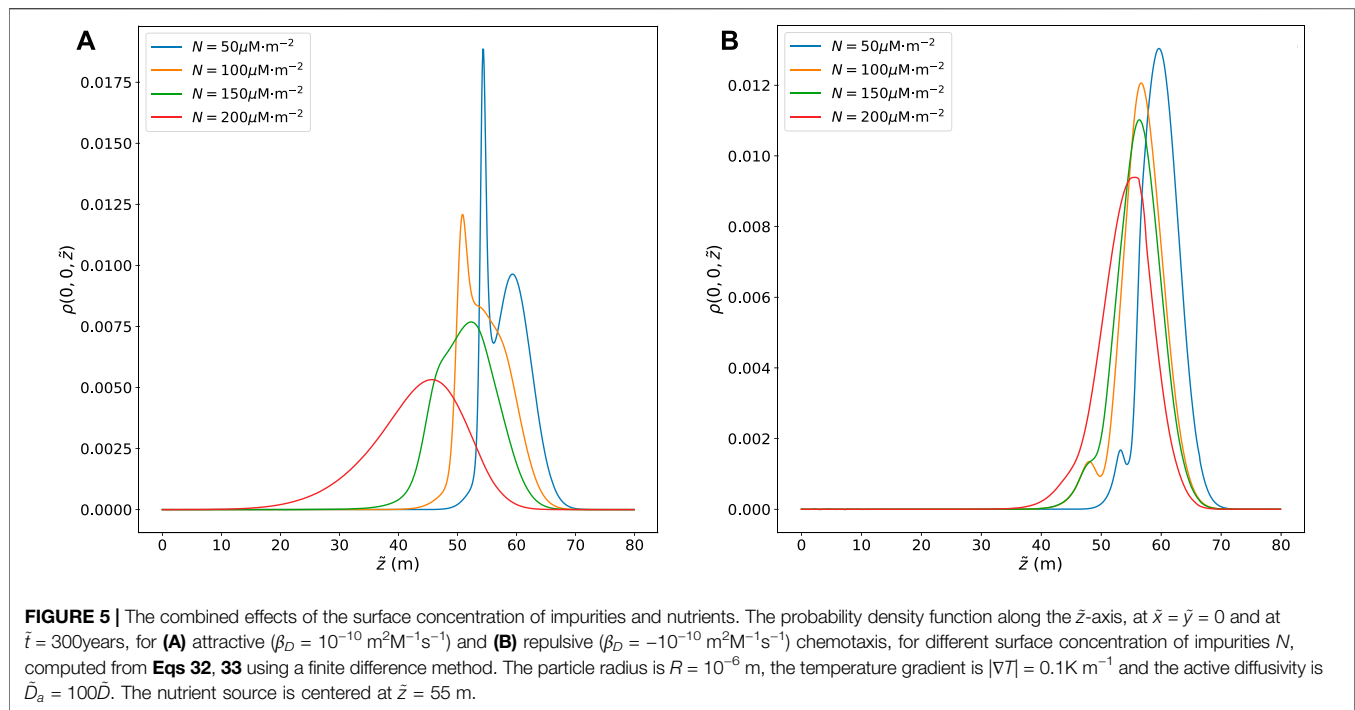 A
N = 50μM·m⁻²
N = 100μM·m⁻²
N = 150μM·m⁻²
N = 200μM·m⁻²
0.0175
0.0150
0.0125
0.0100
0.0075
0.0050
0.0025
0.0000
ρ(0, 0, z̃)
0 10 20 30 40 50 60 70 80
z̃ (m)
B
N = 50μM·m⁻²
N = 100μM·m⁻²
N = 150μM·m⁻²
N = 200μM·m⁻²
0.012
0.010
0.008
0.006
0.004
0.002
0.000
ρ(0, 0, z̃)
0 10 20 30 40 50 60 70 80
z̃ (m)
FIGURE 5 | The combined effects of the surface concentration of impurities and nutrients. The probability density function along the z̃-axis, at x̃ = ỹ = 0 and at
t̃ = 300years, for (A) attractive (β_D = 10⁻¹⁰ m²M⁻¹s⁻¹) and (B) repulsive (β_D = −10⁻¹⁰ m²M⁻¹s⁻¹) chemotaxis, for different surface concentration of impurities N,
computed from Eqs 32, 33 using a finite difference method. The particle radius is R = 10⁻⁶ m, the temperature gradient is |∇T| = 0.1K m⁻¹ and the active diffusivity is
D̃ₐ = 100D̃. The nutrient source is centered at z̃ = 55 m.